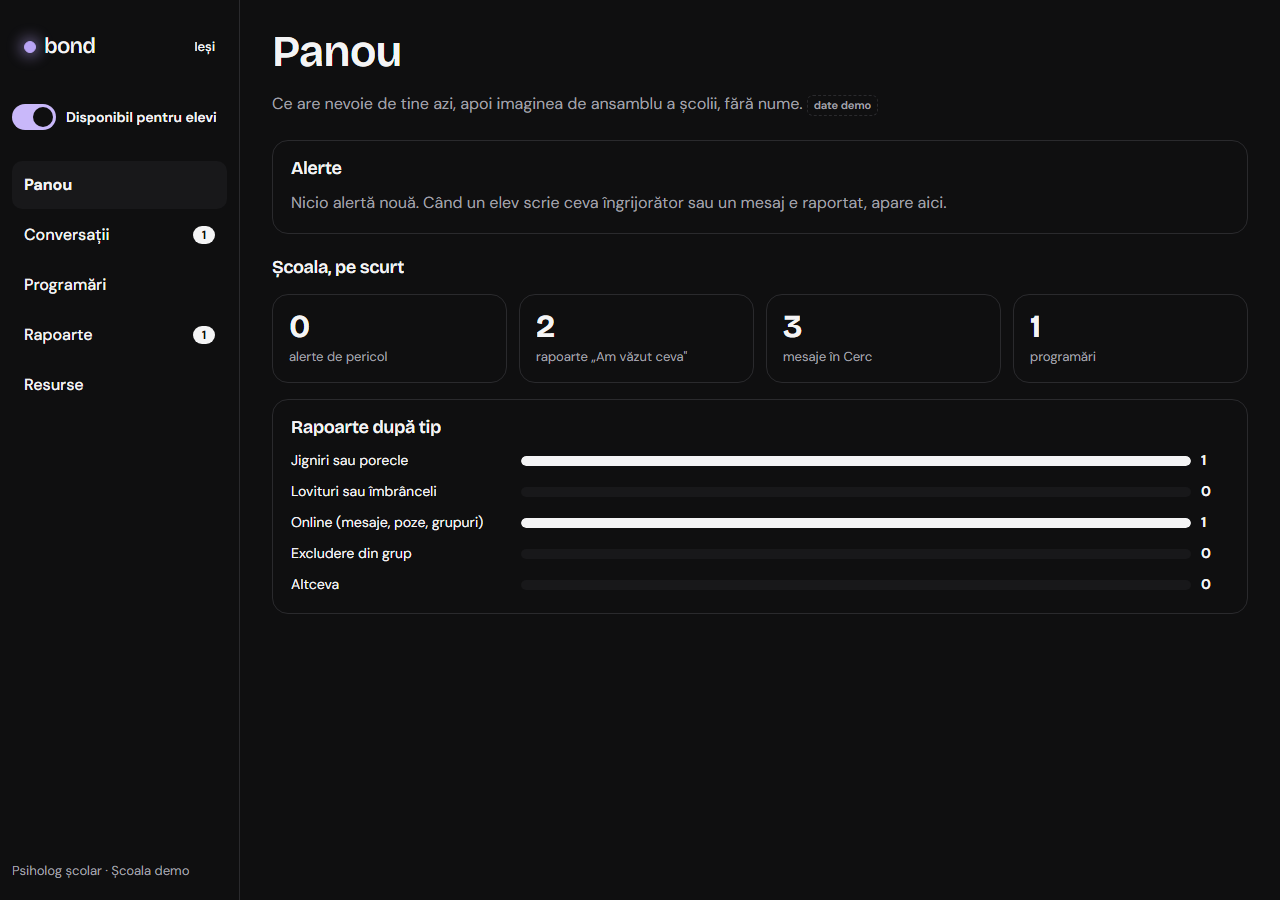 bond
Ieși
Disponibil pentru elevi
Panou
Conversații 1
Programări
Rapoarte 1
Resurse
Psiholog școlar · Școala demo
Panou
Ce are nevoie de tine azi, apoi imaginea de ansamblu a școlii, fără nume. date demo
Alerte
Nicio alertă nouă. Când un elev scrie ceva îngrijorător sau un mesaj e raportat, apare aici.
Școala, pe scurt
0
alerte de pericol
2
rapoarte „Am văzut ceva"
3
mesaje în Cerc
1
programări
Rapoarte după tip
Jigniri sau porecle 1
Lovituri sau îmbrânceli 0
Online (mesaje, poze, grupuri) 1
Excludere din grup 0
Altceva 0